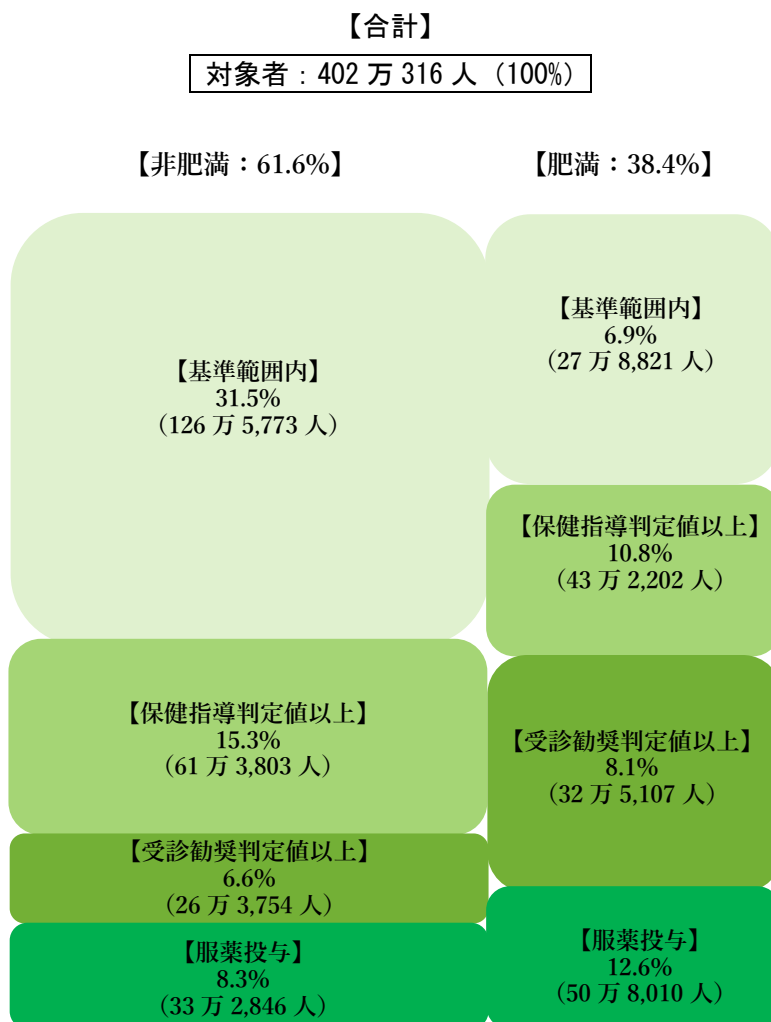 【合計】
対象者：402 万 316 人（100%）
【非肥満：61.6%】
【基準範囲内】
31.5%
（126 万 5,773 人）
【保健指導判定値以上】
15.3%
（61 万 3,803 人）
【受診勧奨判定値以上】
6.6%
（26 万 3,754 人）
【服薬投与】
8.3%
（33 万 2,846 人）
【肥満：38.4%】
【基準範囲内】
6.9%
（27 万 8,821 人）
【保健指導判定値以上】
10.8%
（43 万 2,202 人）
【受診勧奨判定値以上】
8.1%
（32 万 5,107 人）
【服薬投与】
12.6%
（50 万 8,010 人）